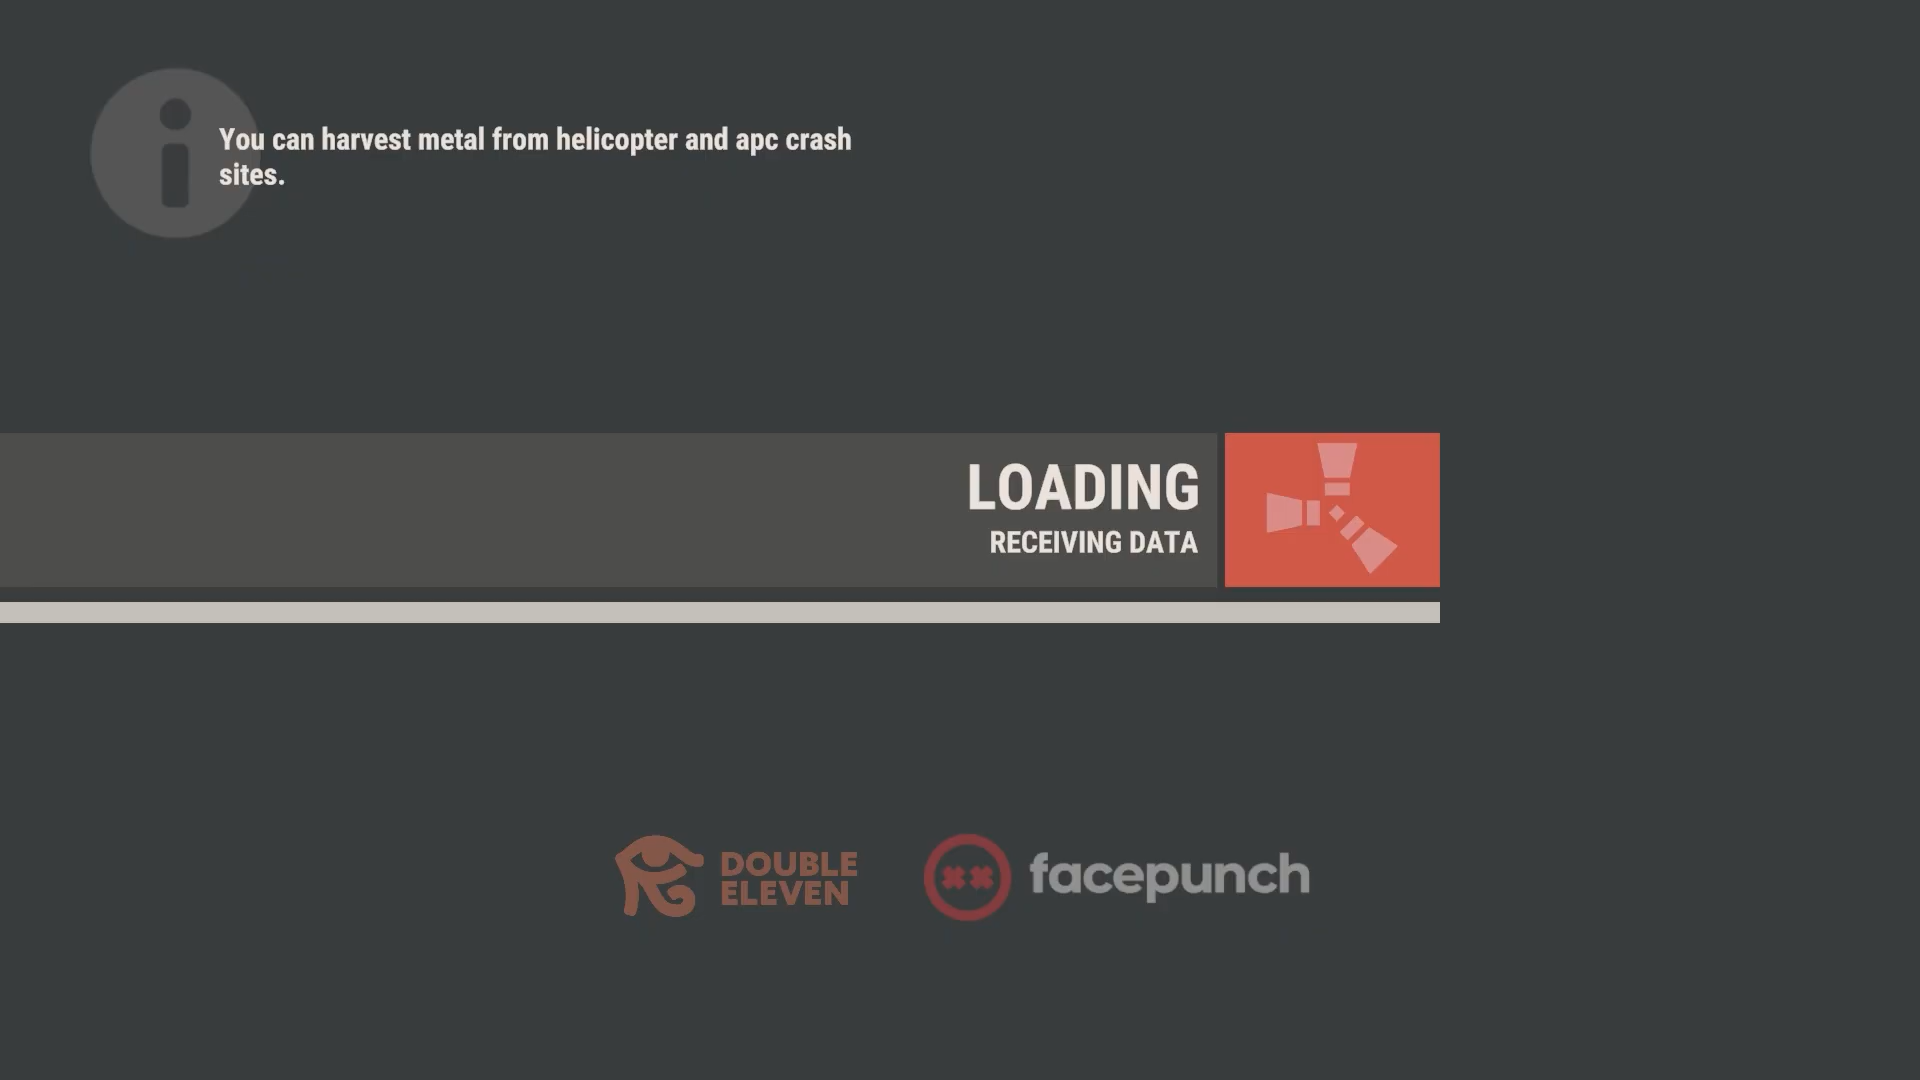 You can harvest metal from helicopter and apc crash
sites.
LOADING
RECEIVING DATA
DOUBLE
ELEVEN
facepunch